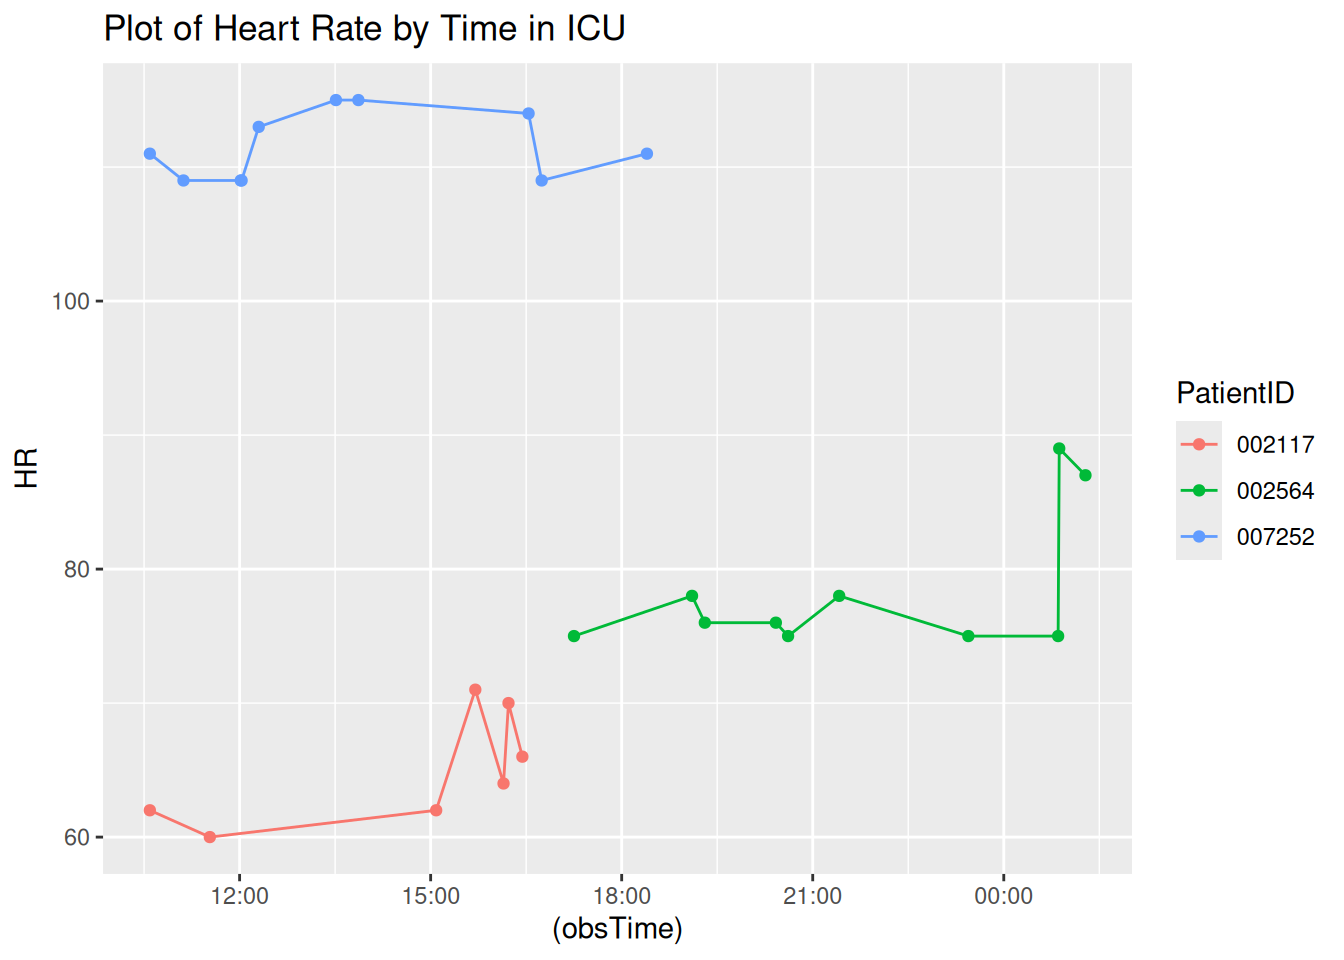 Plot of Heart Rate by Time in ICU
HR
100
80
60
12:00 15:00 18:00 21:00 00:00
(obsTime)
PatientID
002117
002564
007252